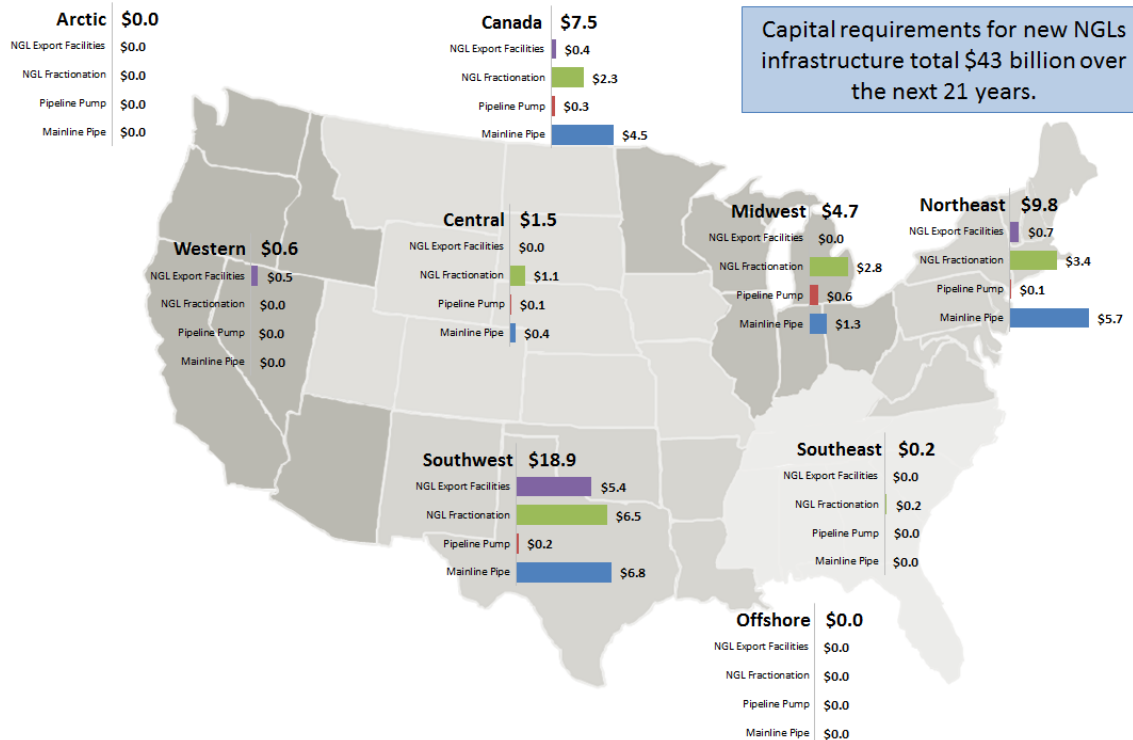 Arctic $0.0
NGL Export Facilities $0.0
NGL Fractionation $0.0
Pipeline Pump $0.0
Mainline Pipe $0.0
Canada $7.5
NGL Export Facilities $0.4
NGL Fractionation $2.3
Pipeline Pump $0.3
Mainline Pipe $4.5
Capital requirements for new NGLs
infrastructure total $43 billion over
the next 21 years.
Western $0.6
NGL Export Facilities $0.5
NGL Fractionation $0.0
Pipeline Pump $0.0
Mainline Pipe $0.0
Central $1.5
NGL Export Facilities $0.0
NGL Fractionation $1.1
Pipeline Pump $0.1
Mainline Pipe $0.4
Midwest $4.7
NGL Export Facilities $0.0
NGL Fractionation $2.8
Pipeline Pump $0.6
Mainline Pipe $1.3
Northeast $9.8
NGL Export Facilities $0.7
NGL Fractionation $3.4
Pipeline Pump $0.1
Mainline Pipe $5.7
Southwest $18.9
NGL Export Facilities $5.4
NGL Fractionation $6.5
Pipeline Pump $0.2
Mainline Pipe $6.8
Southeast $0.2
NGL Export Facilities $0.0
NGL Fractionation $0.2
Pipeline Pump $0.0
Mainline Pipe $0.0
Offshore $0.0
NGL Export Facilities $0.0
NGL Fractionation $0.0
Pipeline Pump $0.0
Mainline Pipe $0.0